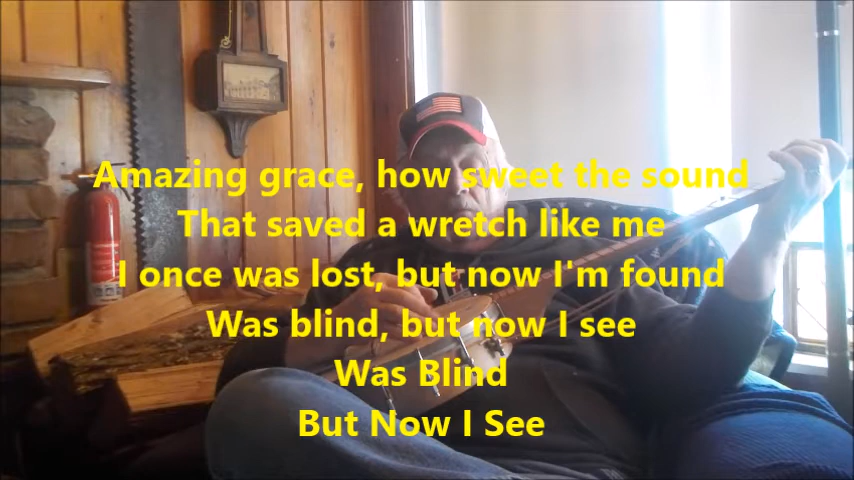 Amazing grace, how sweet the sound
That saved a wretch like me
I once was lost, but now I'm found
Was blind, but now I see
Was Blind
But Now I See